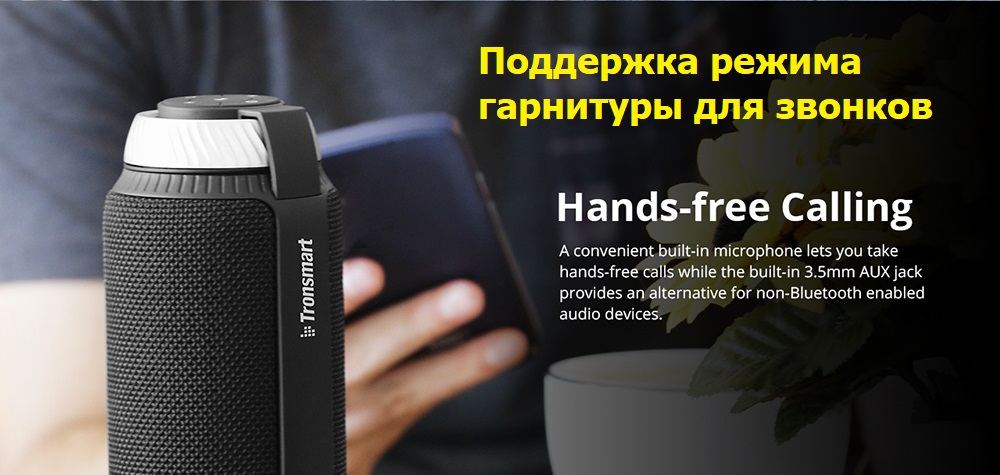 Поддержка режима
гарнитуры для звонков
Hands-free Calling
A convenient built-in microphone lets you take
hands-free calls while the built-in 3.5mm AUX jack
provides an alternative for non-Bluetooth enabled
audio devices.
Tronsmart